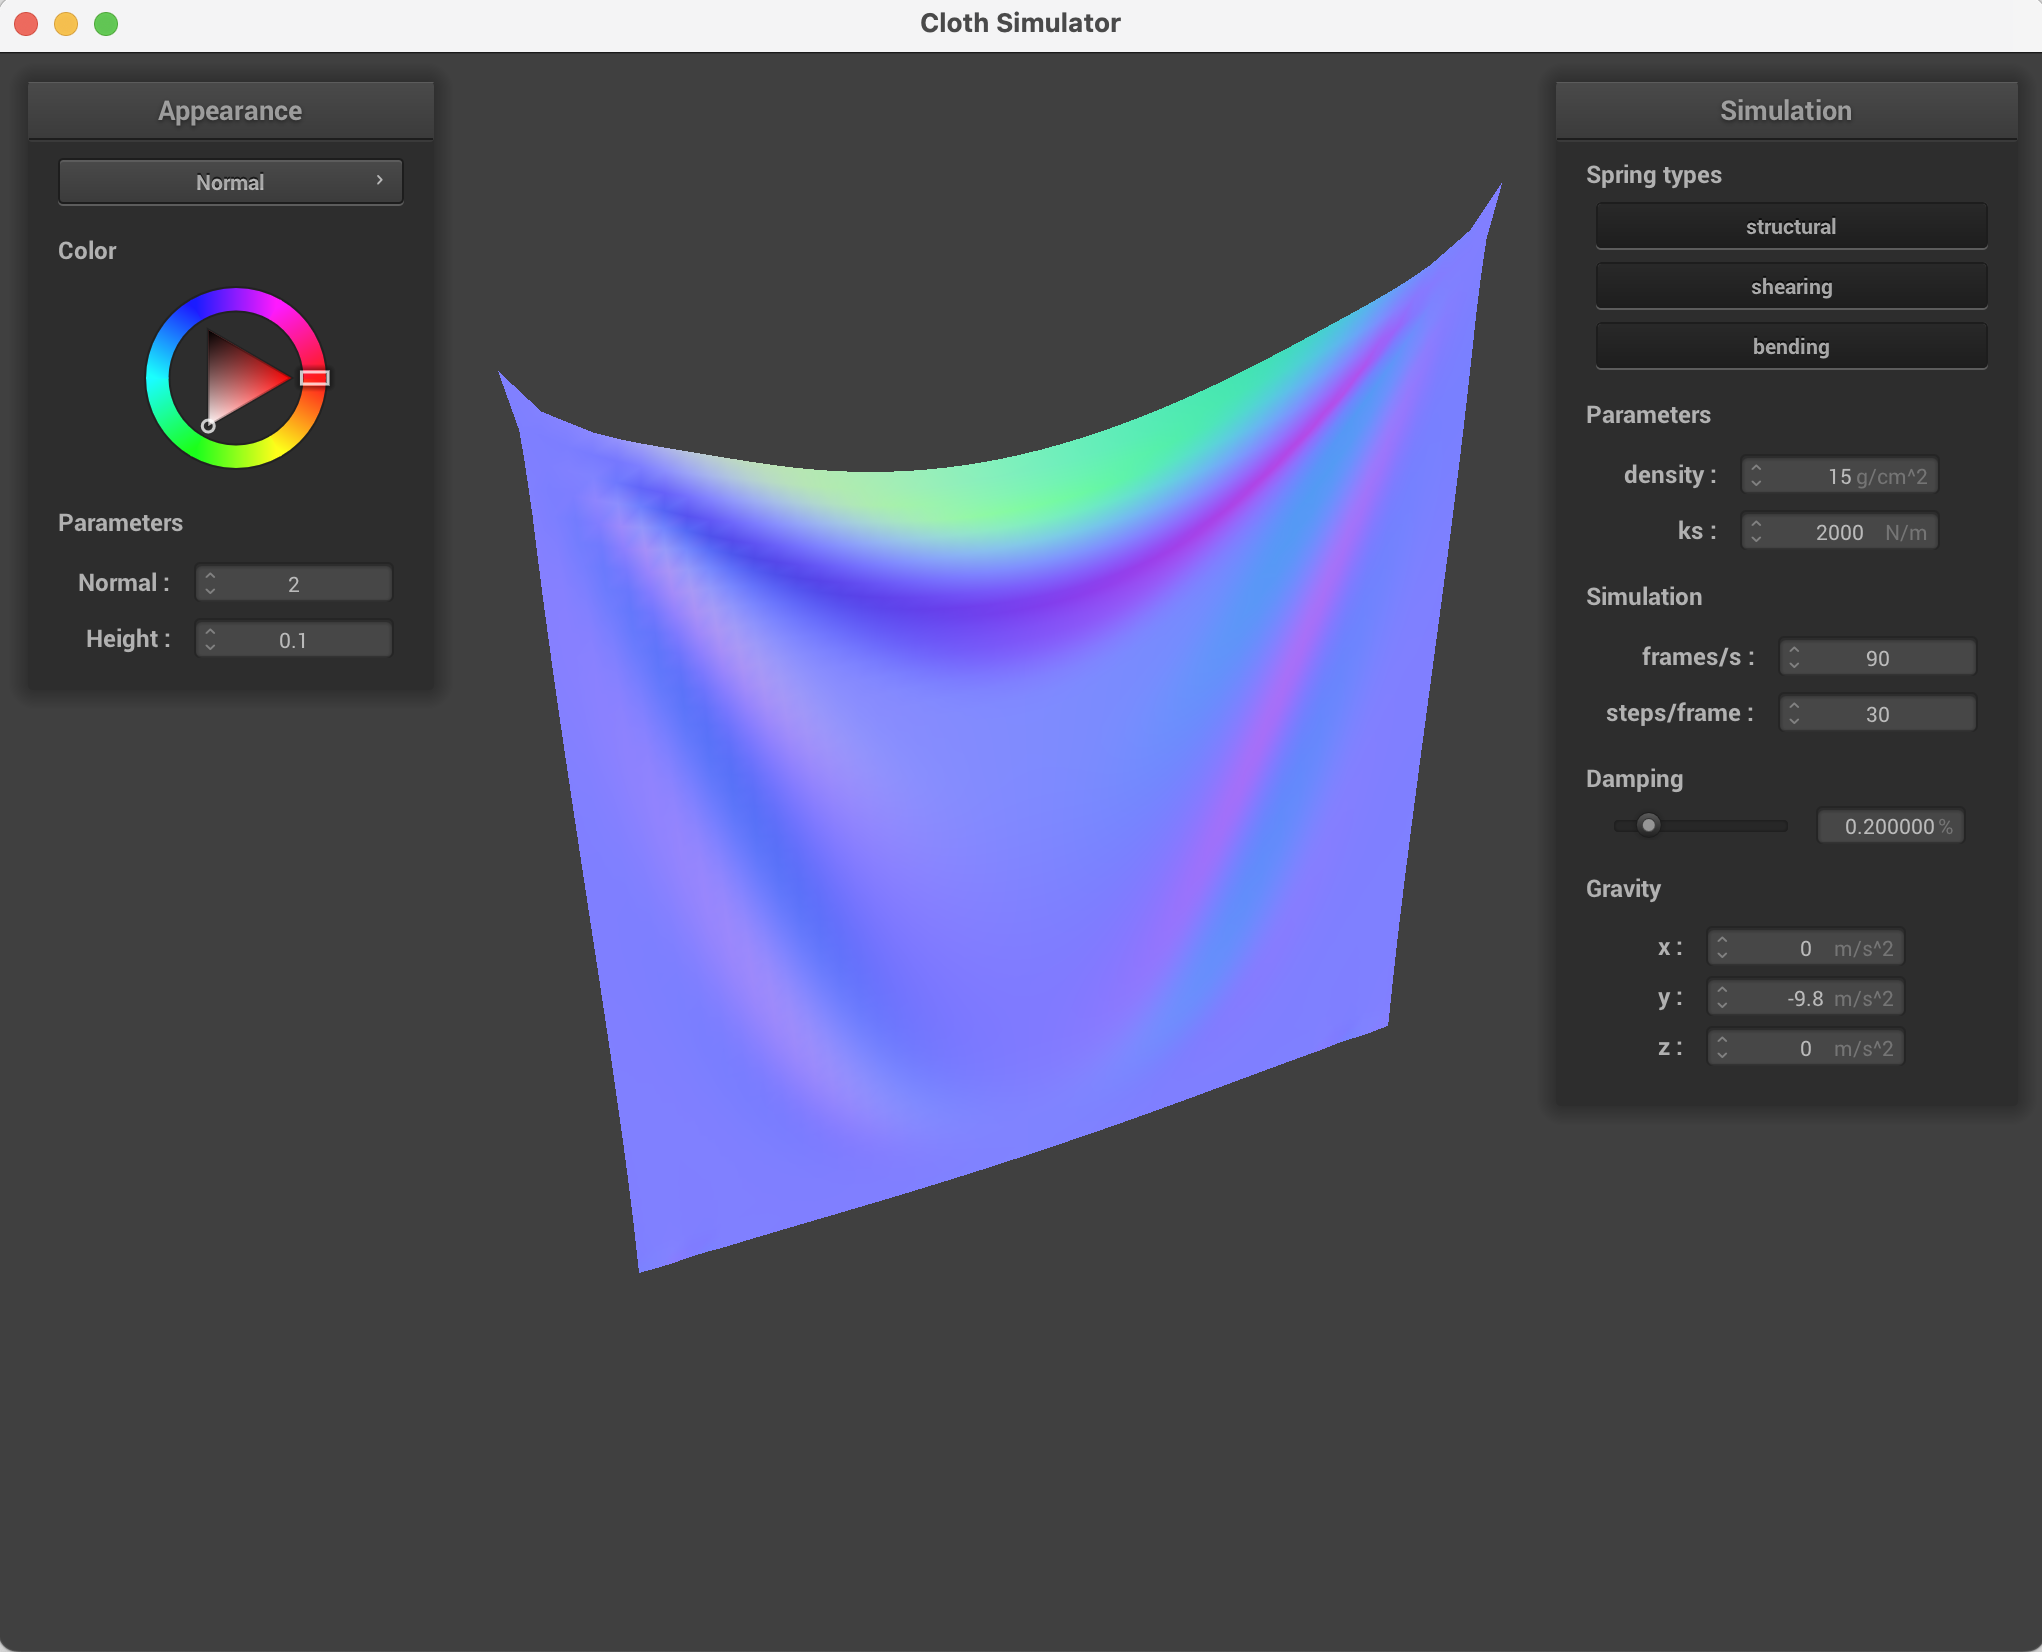 Cloth Simulator
Appearance
Normal
Color
Parameters
Normal : 2
Height : 0.1
Simulation
Spring types
structural
shearing
bending
Parameters
density : 15 g/cm^2
ks : 2000 N/m
Simulation
frames/s : 90
steps/frame : 30
Damping
0.200000 %
Gravity
x : 0 m/s^2
y : -9.8 m/s^2
z : 0 m/s^2